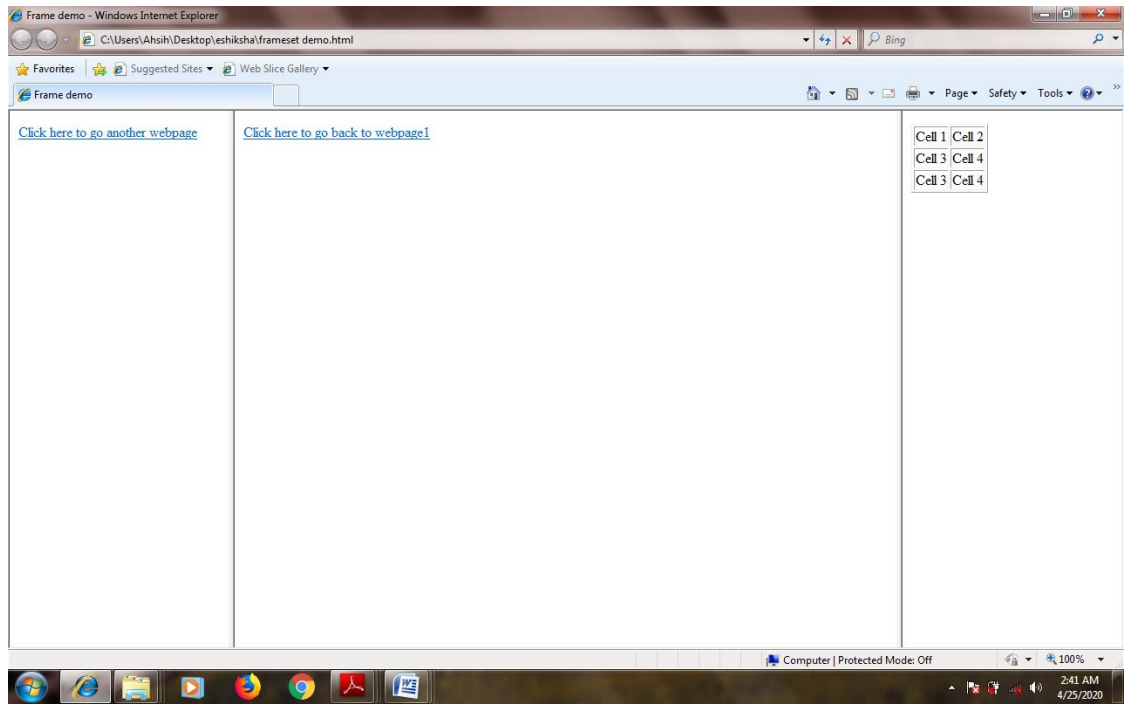 Frame demo - Windows Internet Explorer
C:\Users\Ahsih\Desktop\eshiksha\frameset demo.html
Bing
Favorites
Suggested Sites
Web Slice Gallery
Frame demo
Page
Safety
Tools
Click here to go another webpage
Click here to go back to webpage1
Cell 1 Cell 2
Cell 3 Cell 4
Cell 3 Cell 4
Computer | Protected Mode: Off
100%
2:41 AM
4/25/2020